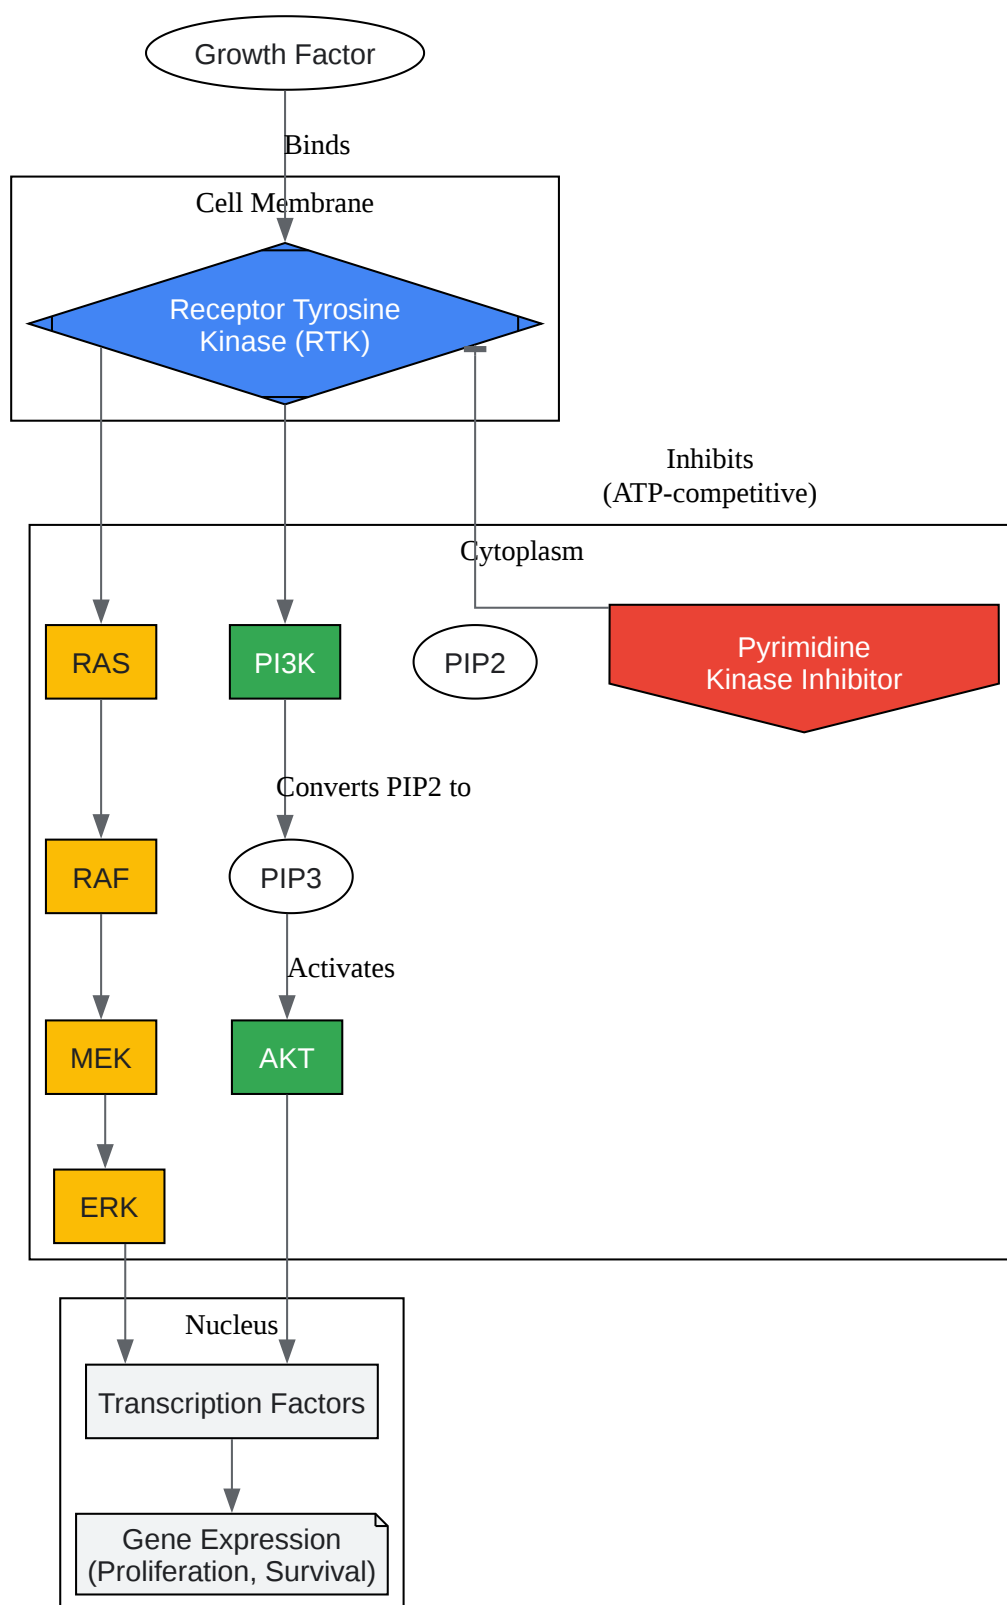 Growth Factor
Binds
Cell Membrane
Receptor Tyrosine
Kinase (RTK)
Inhibits
(ATP-competitive)
Cytoplasm
RAS
PI3K
PIP2
Pyrimidine
Kinase Inhibitor
Converts PIP2 to
RAF
PIP3
Activates
MEK
AKT
ERK
Nucleus
Transcription Factors
Gene Expression
(Proliferation, Survival)